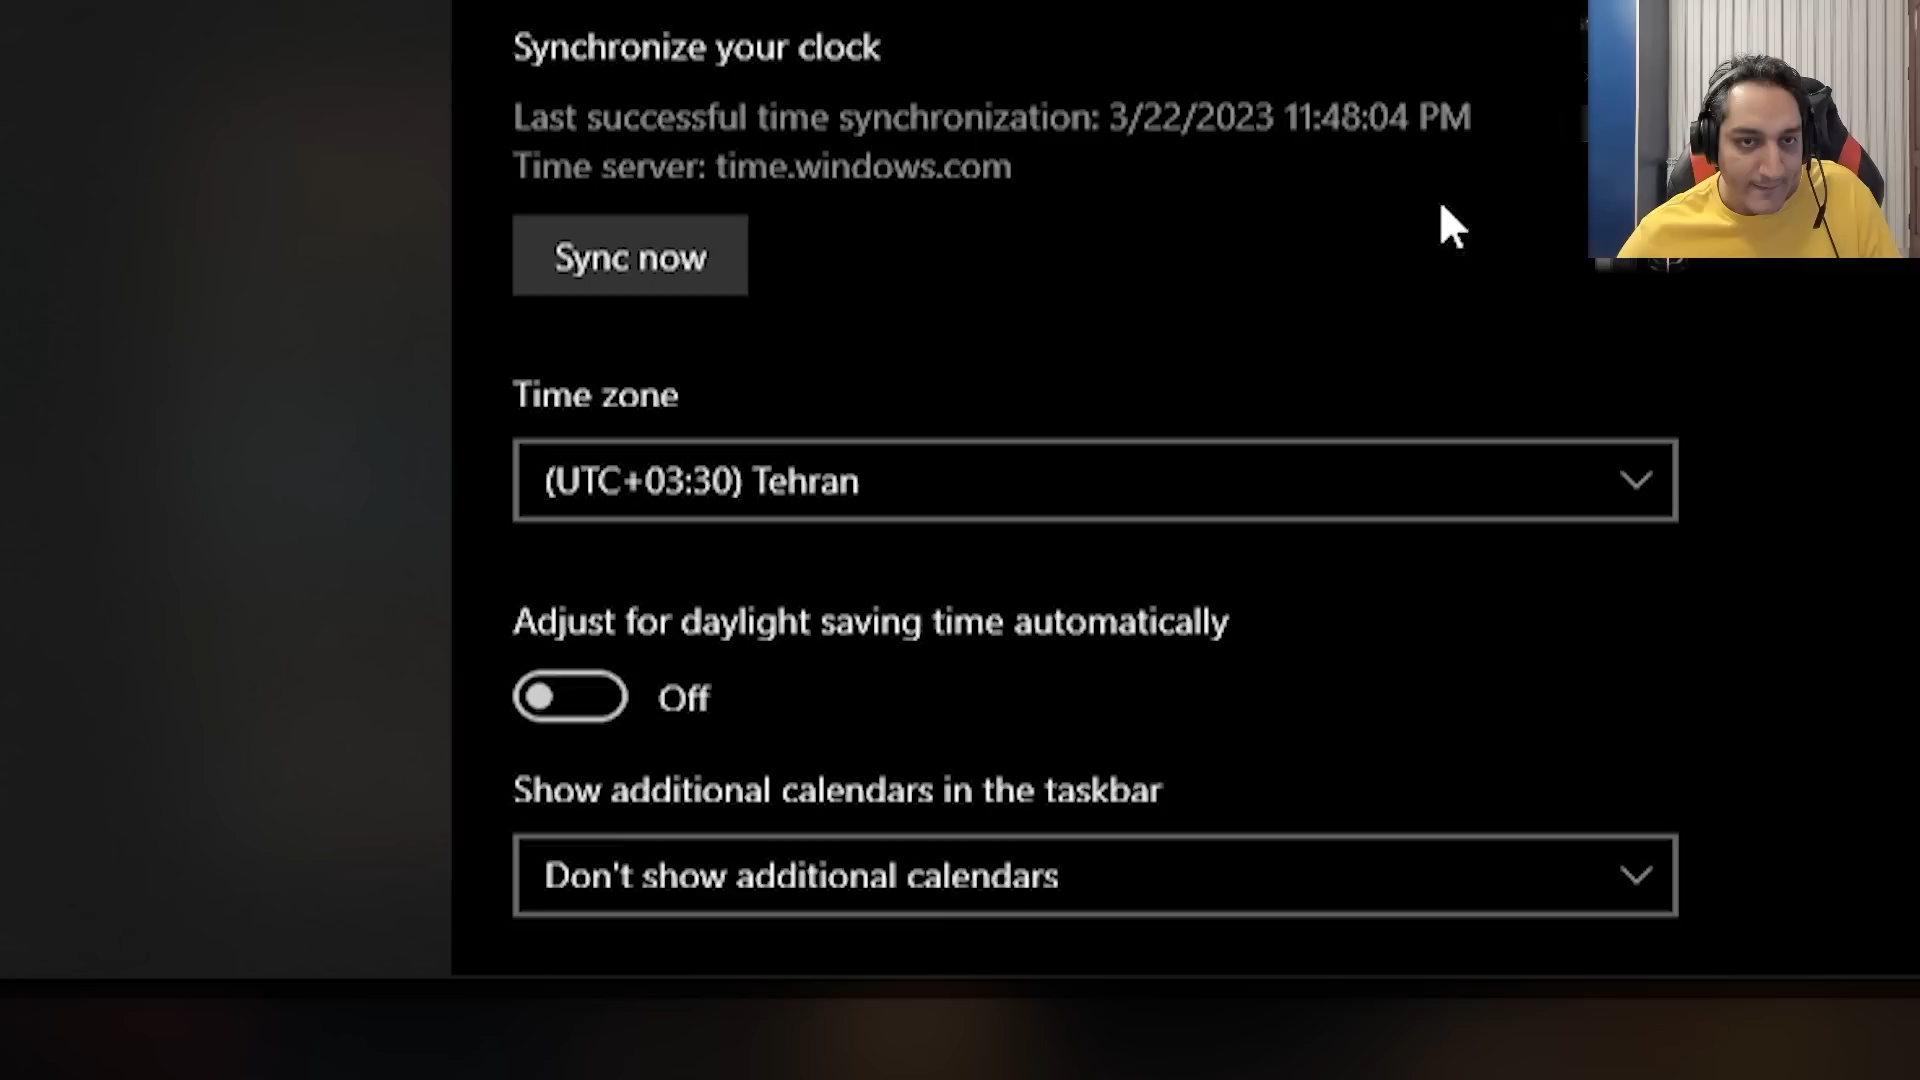 Synchronize your clock
Last successful time synchronization: 3/22/2023 11:48:04 PM
Time server: time.windows.com
Sync now
Time zone
(UTC+03:30) Tehran
Adjust for daylight saving time automatically
Off
Show additional calendars in the taskbar
Don't show additional calendars